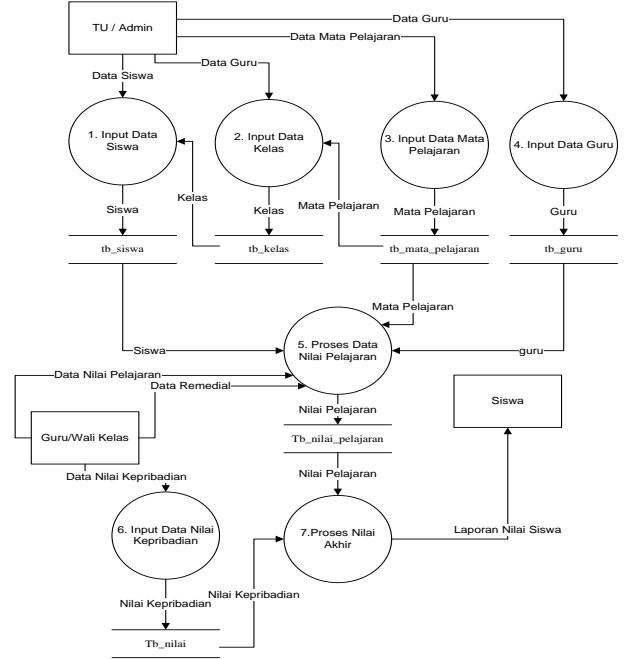 TU / Admin
Data Guru
Data Mata Pelajaran
Data Guru
Data Siswa
1. Input Data
Siswa
2. Input Data
Kelas
3. Input Data Mata
Pelajaran
4. Input Data Guru
Kelas
Mata Pelajaran
Siswa
Kelas
Mata Pelajaran
Guru
tb_siswa
tb_kelas
tb_mata_pelajaran
tb_guru
Mata Pelajaran
5. Proses Data
Nilai Pelajaran
Siswa
guru
Data Nilai Pelajaran
Data Remedial
Siswa
Nilai Pelajaran
Guru/Wali Kelas
Tb_nilai_pelajaran
Data Nilai Kepribadian
Nilai Pelajaran
6. Input Data Nilai
Kepribadian
7.Proses Nilai
Akhir
Laporan Nilai Siswa
Nilai Kepribadian
Nilai Kepribadian
Tb_nilai